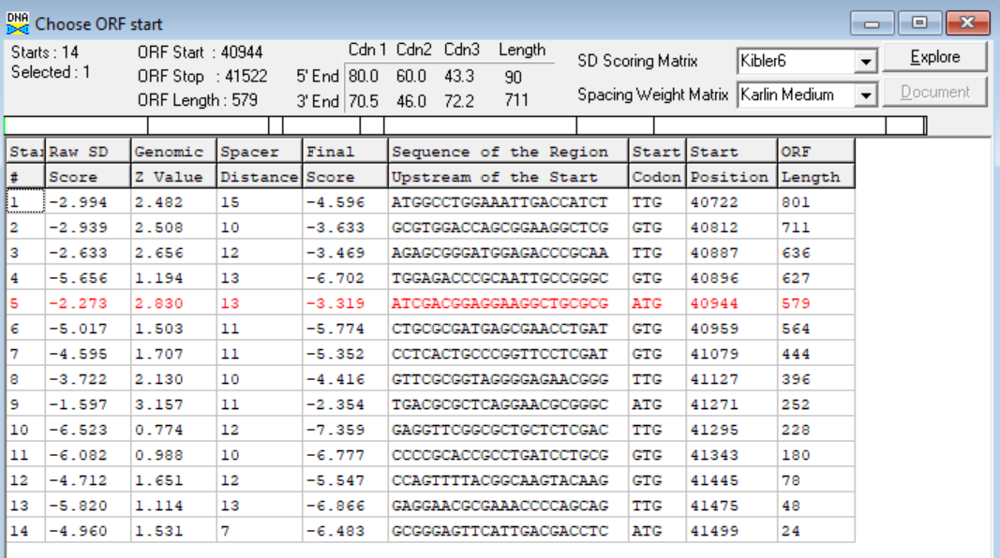 DNA Choose ORF start
Starts : 14 ORF Start : 40944 Cdn 1 Cdn2 Cdn3 Length SD Scoring Matrix Kibler6 Explore
Selected : 1 ORF Stop : 41522 5' End 80.0 60.0 43.3 90 Spacing Weight Matrix Karlin Medium Document
ORF Length : 579 3' End 70.5 46.0 72.2 711
Star Raw SD Genomic Spacer Final Sequence of the Region Start Start ORF
# Score Z Value Distance Score Upstream of the Start Codon Position Length
1 -2.994 2.482 15 -4.596 ATGGCCTGGAAATTGACCATCT TTG 40722 801
2 -2.939 2.508 10 -3.633 GCGTGGACCAGCGGAAGGCTCG GTG 40812 711
3 -2.633 2.656 12 -3.469 AGAGCGGGATGGAGACCCGCAA TTG 40887 636
4 -5.656 1.194 13 -6.702 TGGAGACCCGCAATTGCCGGGC GTG 40896 627
5 -2.273 2.830 13 -3.319 ATCGACGGAGGAAGGCTGCGCG ATG 40944 579
6 -5.017 1.503 11 -5.774 CTGCGCGATGAGCGAACCTGAT GTG 40959 564
7 -4.595 1.707 11 -5.352 CCTCACTGCCCGGTTCCTCGAT GTG 41079 444
8 -3.722 2.130 10 -4.416 GTTCGCGGTAGGGGAGAACGGG TTG 41127 396
9 -1.597 3.157 11 -2.354 TGACGCGCTCAGGAACGCGGGC ATG 41271 252
10 -6.523 0.774 12 -7.359 GAGGTTCGGCGCTGCTCTCGAC TTG 41295 228
11 -6.082 0.988 10 -6.777 CCCCGCACCGCCTGATCCTGCG GTG 41343 180
12 -4.712 1.651 12 -5.547 CCAGTTTTACGGCAAGTACAAG GTG 41445 78
13 -5.820 1.114 13 -6.866 GAGGAACGCGAAACCCCAGCAG TTG 41475 48
14 -4.960 1.531 7 -6.483 GCGGGAGTTCATTGACGACCTC ATG 41499 24